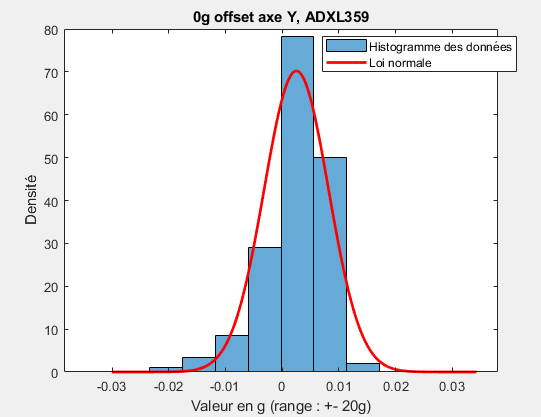 0g offset axe Y, ADXL359
Histogramme des données
Loi normale
Densité
80
70
60
50
40
30
20
10
0
-0.03 -0.02 -0.01 0 0.01 0.02 0.03
Valeur en g (range : +- 20g)